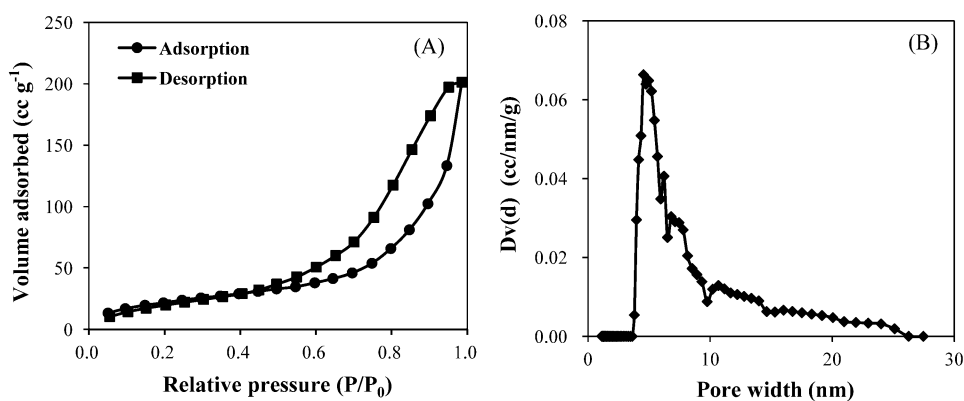 (A)
Adsorption
Desorption
Volume adsorbed (cc g⁻¹)
250
200
150
100
50
0
0.0 0.2 0.4 0.6 0.8 1.0
Relative pressure (P/P₀)
(B)
Dv(d) (cc/nm/g)
0.08
0.06
0.04
0.02
0.00
0 10 20 30
Pore width (nm)